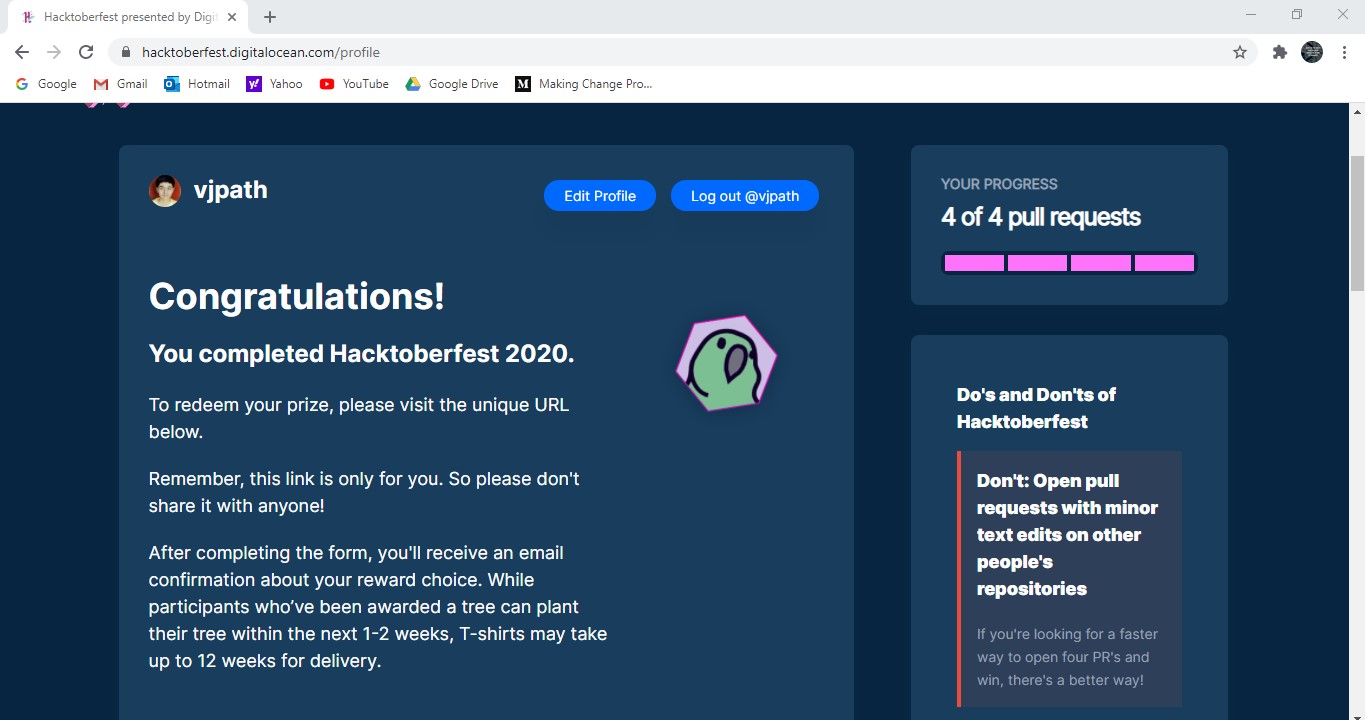 Hacktoberfest presented by Digit
hacktoberfest.digitalocean.com/profile
Google Gmail Hotmail Yahoo YouTube Google Drive Making Change Pro...
vjpath
Edit Profile
Log out @vjpath
Congratulations!
You completed Hacktoberfest 2020.
To redeem your prize, please visit the unique URL
below.
Remember, this link is only for you. So please don't
share it with anyone!
After completing the form, you'll receive an email
confirmation about your reward choice. While
participants who’ve been awarded a tree can plant
their tree within the next 1-2 weeks, T-shirts may take
up to 12 weeks for delivery.
YOUR PROGRESS
4 of 4 pull requests
Do's and Don'ts of
Hacktoberfest
Don't: Open pull
requests with minor
text edits on other
people's
repositories
If you're looking for a faster
way to open four PR's and
win, there's a better way!